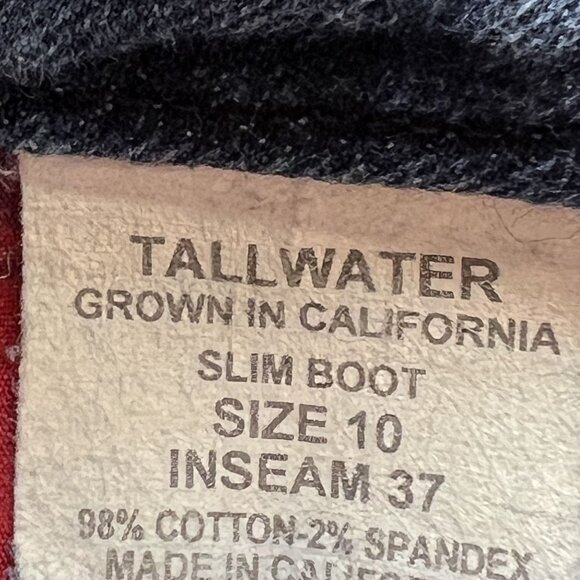 TALLWATER
GROWN IN CALIFORNIA
SLIM BOOT
SIZE 10
INSEAM 37
98% COTTON-2% SPANDEX
MADE IN